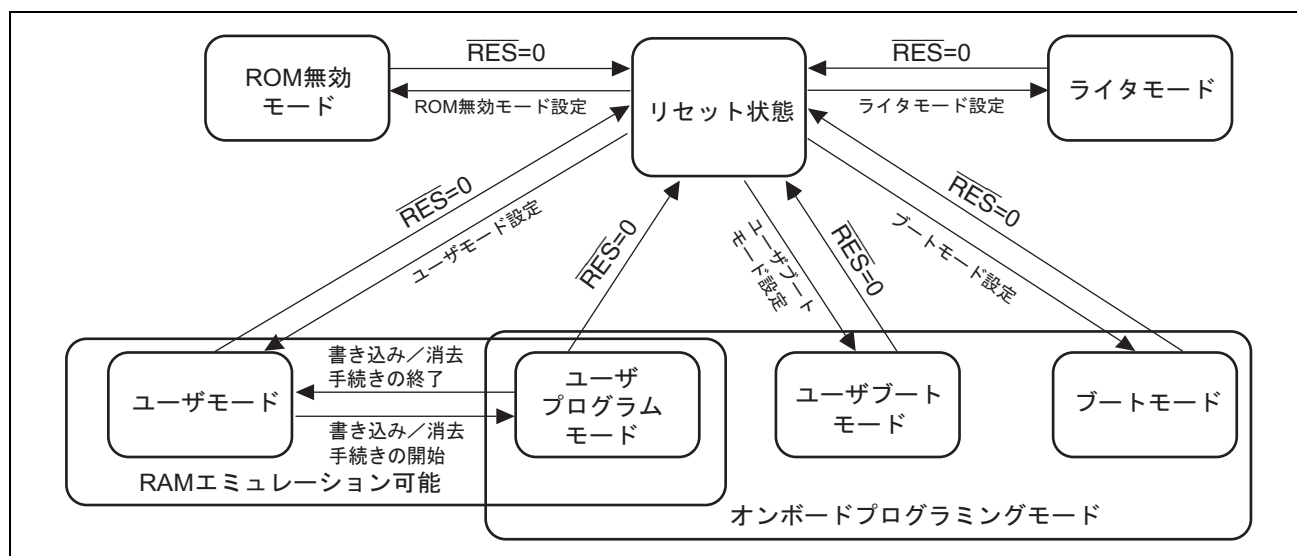 ROM無効
モード
RES=0
ROM無効モード設定
リセット状態
RES=0
ライタモード設定
ライタモード
RES=0
ユーザモード設定
RES=0
ユーザブート
モード設定
RES=0
ブートモード設定
RES=0
ユーザモード
書き込み／消去
手続きの終了
書き込み／消去
手続きの開始
ユーザ
プログラム
モード
ユーザブート
モード
ブートモード
RAMエミュレーション可能
オンボードプログラミングモード